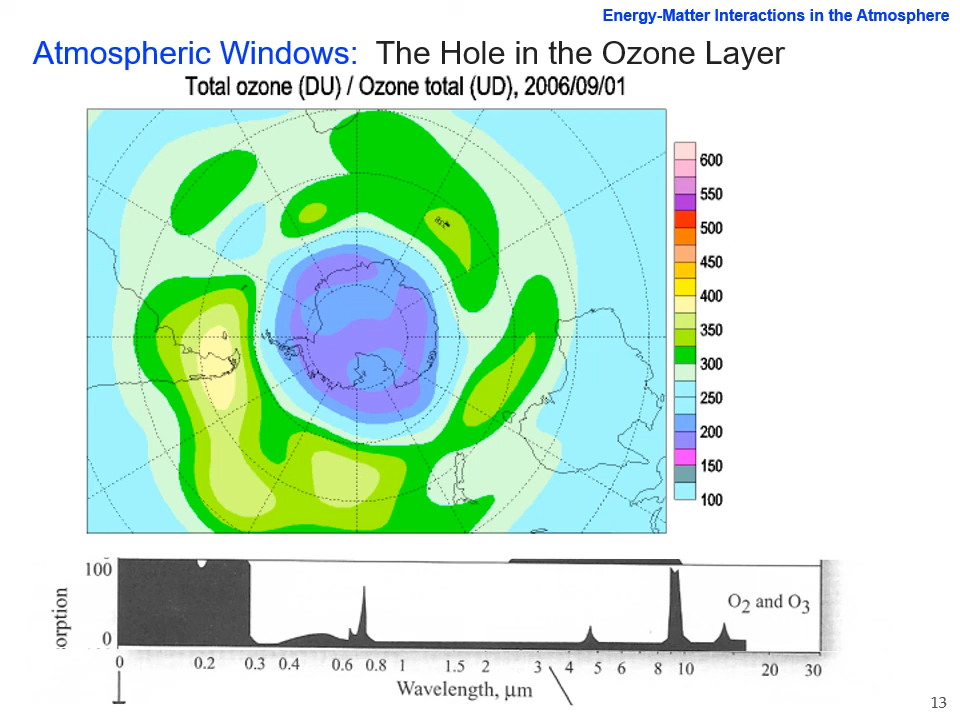 Energy-Matter Interactions in the Atmosphere
Atmospheric Windows: The Hole in the Ozone Layer
Total ozone (DU) / Ozone total (UD), 2006/09/01
600
550
500
450
400
350
300
250
200
150
100
100
0
orption
O2 and O3
0 0.2 0.3 0.4 0.6 0.8 1 1.5 2 3 4 5 6 8 10 20 30
Wavelength, μm
13